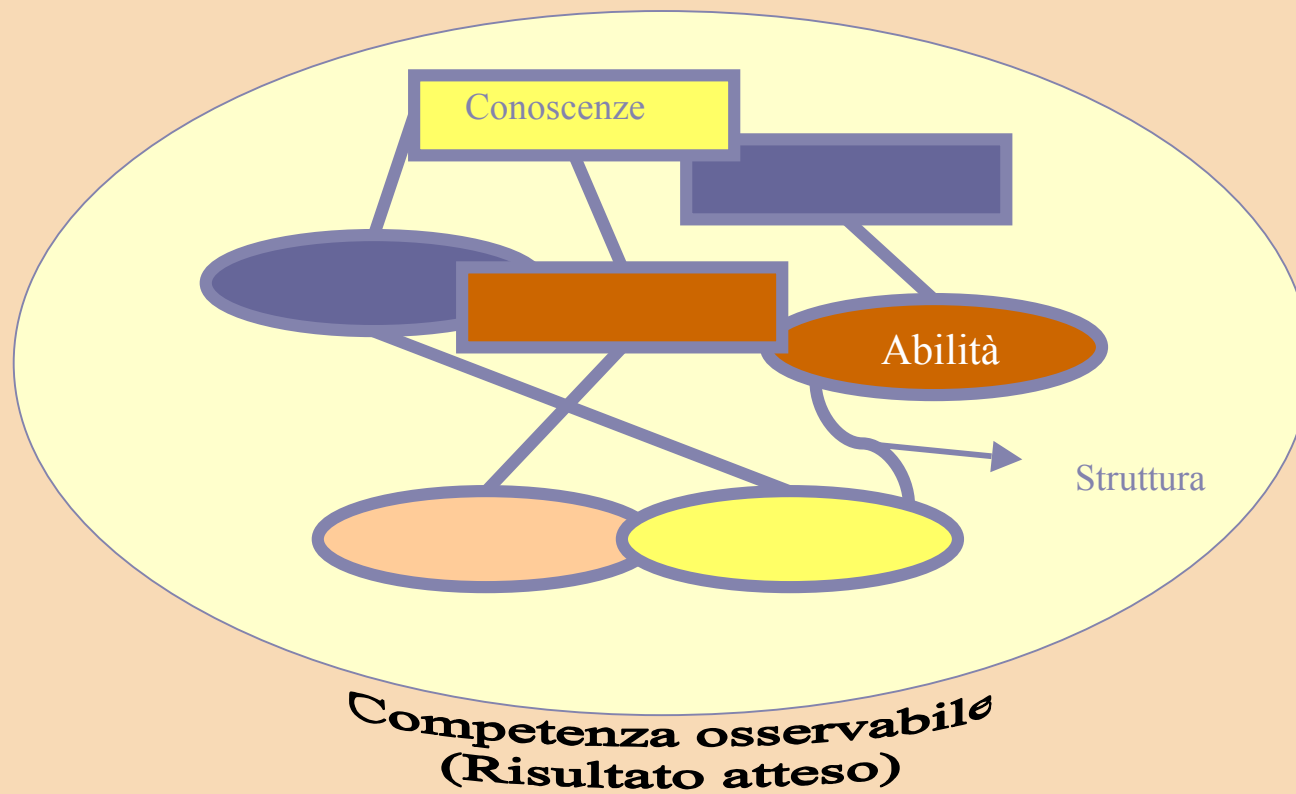 Conoscenze
Abilità
Struttura
Competenza osservabile
(Risultato atteso)